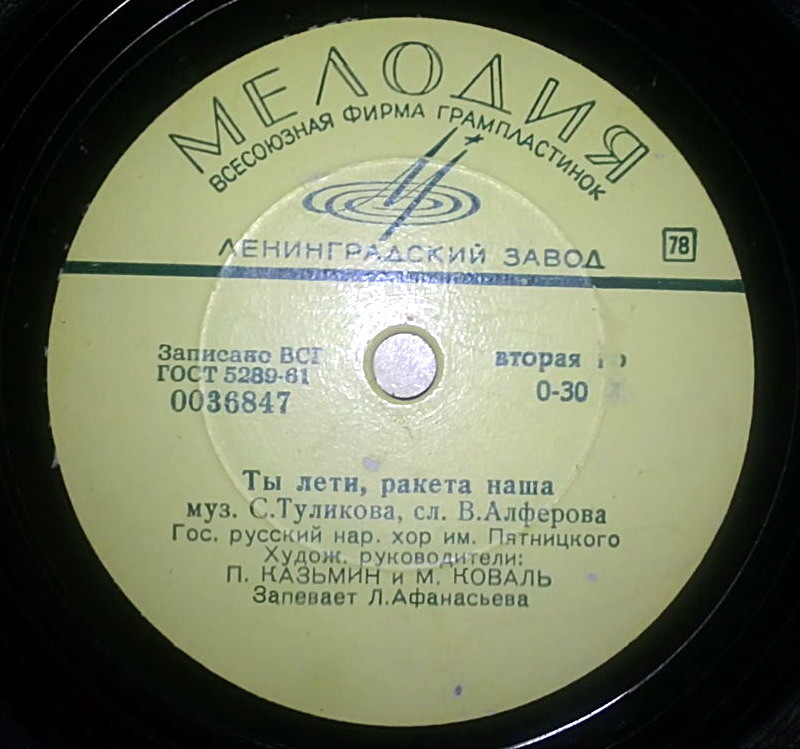 МЕЛОДИЯ
ВСЕСОЮЗНАЯ ФИРМА ГРАМПЛАСТИНОК
ЛЕНИНГРАДСКИЙ ЗАВОД
78
Записано ВСГ
ГОСТ 5289-61
0036847
вторая
0-30
Ты лети, ракета наша
муз. С.Туликова, сл. В.Алферова
Гос. русский нар. хор им. Пятницкого
Худож. руководители:
П. КАЗЬМИН и М. КОВАЛЬ
Запевает Л.Афанасьева